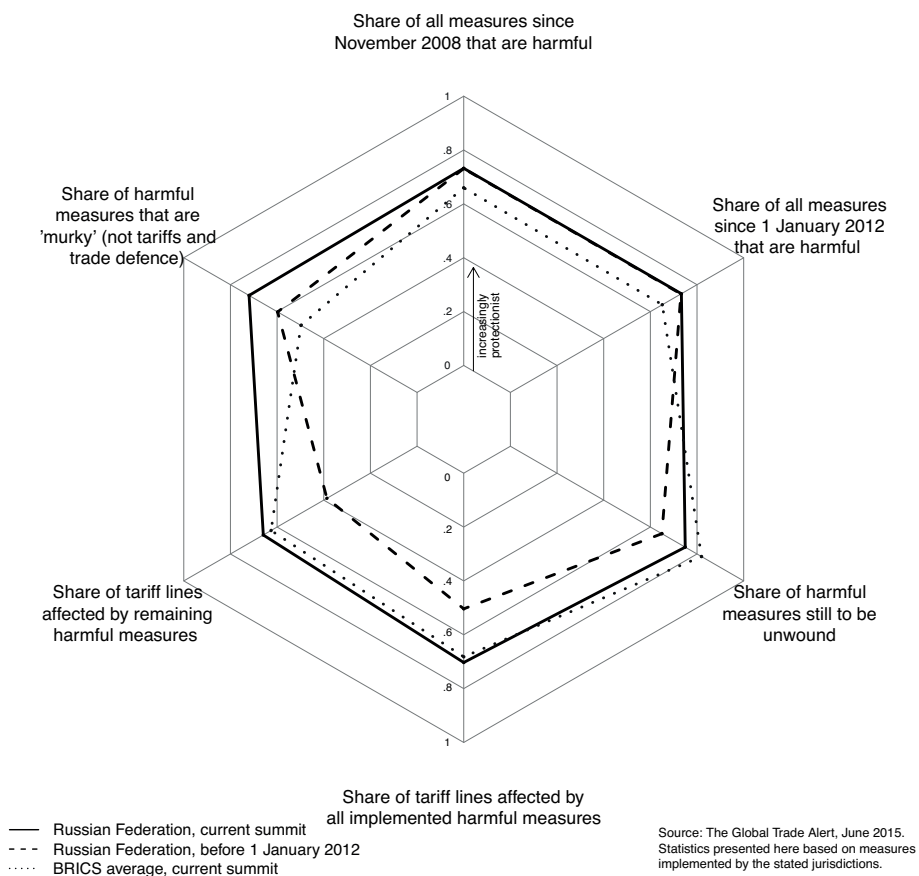 Share of all measures since
November 2008 that are harmful
1
.8
.6
.4
.2
0
Share of harmful
measures that are
'murky' (not tariffs and
trade defence)
Share of all measures
since 1 January 2012
that are harmful
increasingly
protectionist
0
.2
.4
.6
.8
1
Share of tariff lines
affected by remaining
harmful measures
Share of harmful
measures still to be
unwound
Share of tariff lines affected by
all implemented harmful measures
Russian Federation, current summit
Russian Federation, before 1 January 2012
BRICS average, current summit
Source: The Global Trade Alert, June 2015.
Statistics presented here based on measures
implemented by the stated jurisdictions.